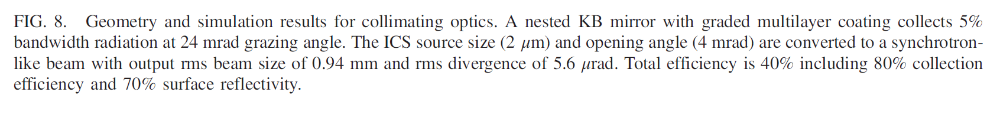 FIG. 8. Geometry and simulation results for collimating optics. A nested KB mirror with graded multilayer coating collects 5%
bandwidth radiation at 24 mrad grazing angle. The ICS source size (2 μm) and opening angle (4 mrad) are converted to a synchrotron-
like beam with output rms beam size of 0.94 mm and rms divergence of 5.6 μrad. Total efficiency is 40% including 80% collection
efficiency and 70% surface reflectivity.